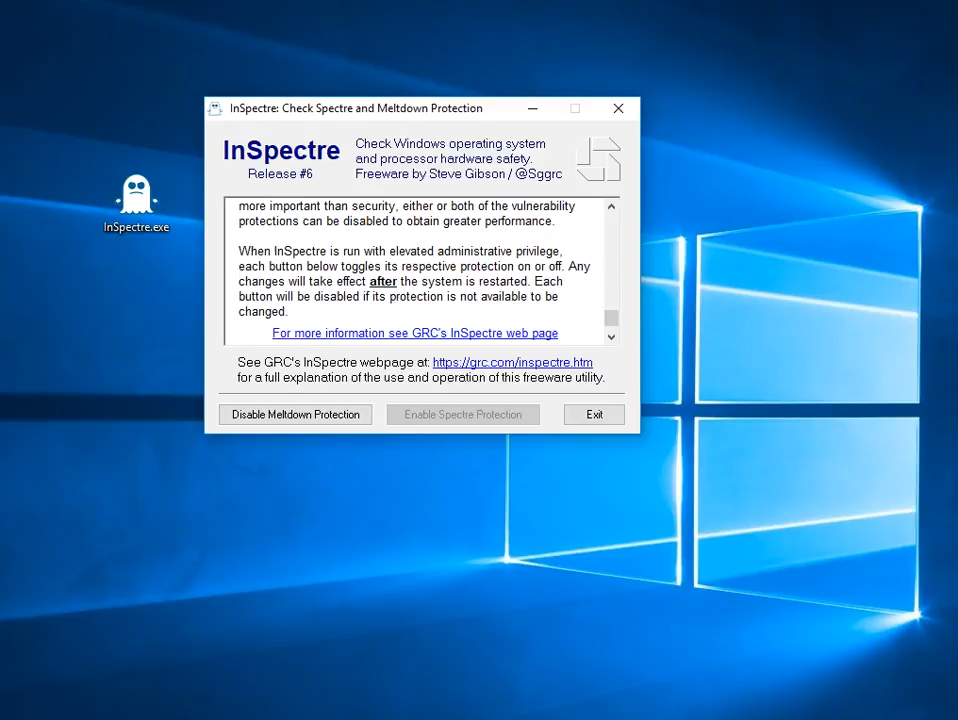 InSpectre: Check Spectre and Meltdown Protection
InSpectre
Release #6
Check Windows operating system
and processor hardware safety.
Freeware by Steve Gibson / @Sggrc
InSpectre.exe
more important than security, either or both of the vulnerability
protections can be disabled to obtain greater performance.
When InSpectre is run with elevated administrative privilege,
each button below toggles its respective protection on or off. Any
changes will take effect after the system is restarted. Each
button will be disabled if its protection is not available to be
changed.
For more information see GRC's InSpectre web page
See GRC's InSpectre webpage at: https://grc.com/inspectre.htm
for a full explanation of the use and operation of this freeware utility.
Disable Meltdown Protection
Enable Spectre Protection
Exit